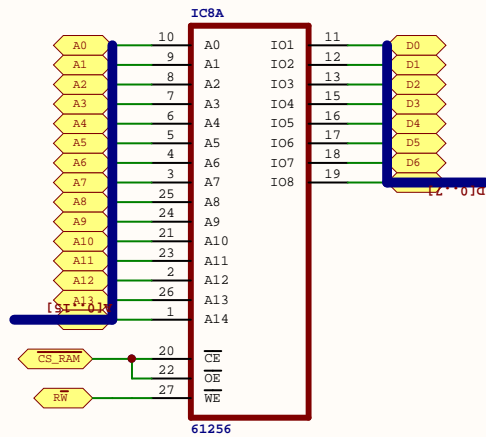 IC8A
A0 10 A0 IO1 11 D0
A1 9 A1 IO2 12 D1
A2 8 A2 IO3 13 D2
A3 7 A3 IO4 15 D3
A4 6 A4 IO5 16 D4
A5 5 A5 IO6 17 D5
A6 4 A6 IO7 18 D6
A7 3 A7 IO8 19
A8 25 A8
A9 24 A9
A10 21 A10
A11 23 A11
A12 2 A12
A13 26 A13
1 A14
CS_RAM 20 CE
22 OE
RW 27 WE
61256